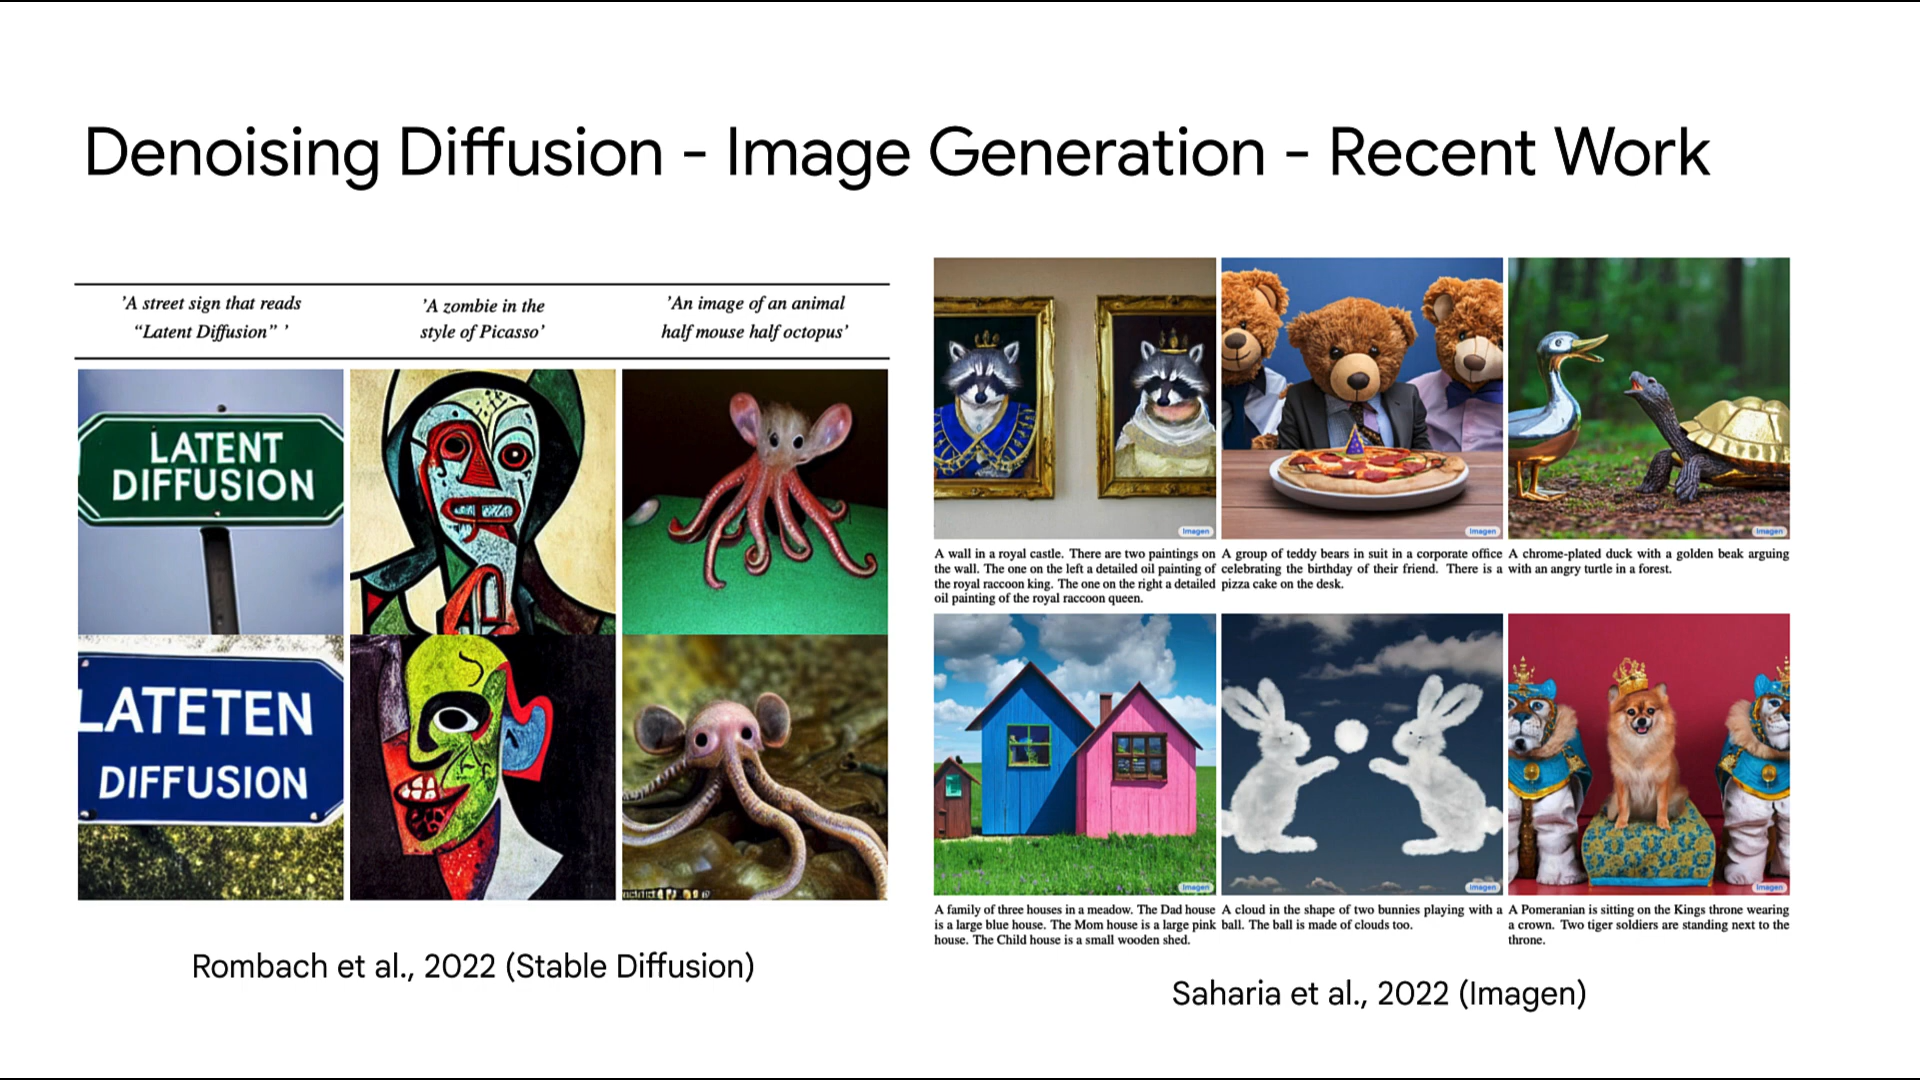 Denoising Diffusion - Image Generation - Recent Work
'A street sign that reads
“Latent Diffusion” '
'A zombie in the
style of Picasso'
'An image of an animal
half mouse half octopus'
LATENT
DIFFUSION
LATETEN
DIFFUSION
Rombach et al., 2022 (Stable Diffusion)
Imagen
Imagen
Imagen
A wall in a royal castle. There are two paintings on
the wall. The one on the left a detailed oil painting of
the royal raccoon king. The one on the right a detailed
oil painting of the royal raccoon queen.
A group of teddy bears in suit in a corporate office
celebrating the birthday of their friend. There is a
pizza cake on the desk.
A chrome-plated duck with a golden beak arguing
with an angry turtle in a forest.
Imagen
Imagen
Imagen
A family of three houses in a meadow. The Dad house
is a large blue house. The Mom house is a large pink
house. The Child house is a small wooden shed.
A cloud in the shape of two bunnies playing with a
ball. The ball is made of clouds too.
A Pomeranian is sitting on the Kings throne wearing
a crown. Two tiger soldiers are standing next to the
throne.
Saharia et al., 2022 (Imagen)